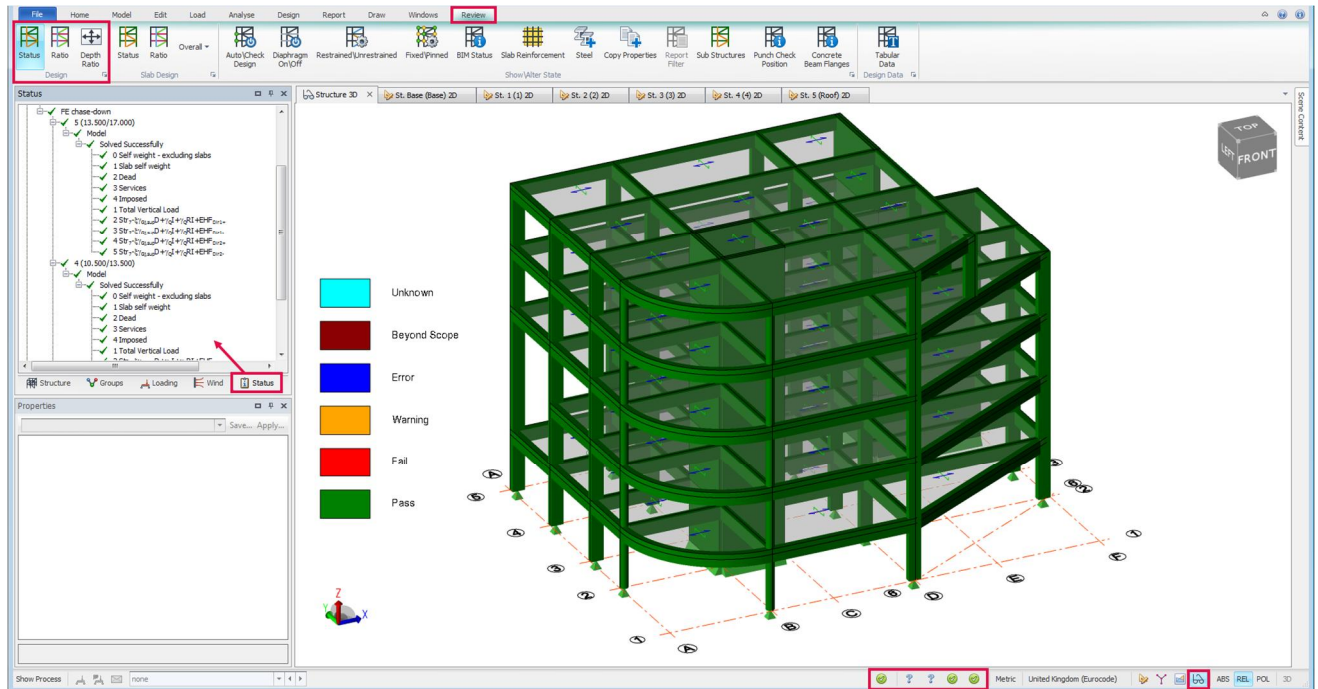 File Home Model Edit Load Analyse Design Report Draw Windows Review
Status Ratio Depth Ratio Status Ratio Overall Auto\Check Design Diaphragm On\Off Restrained\Unrestrained Fixed\Pinned BIM Status Slab Reinforcement Steel Copy Properties Report Filter Sub Structures Punch Check Position Concrete Beam Flanges Tabular Data
Design Slab Design Show\Alter State Design Data
Status
Structure 3D St. Base (Base) 2D St. 1 (1) 2D St. 2 (2) 2D St. 3 (3) 2D St. 4 (4) 2D St. 5 (Roof) 2D
Scene Content
FE chase-down
5 (13.500/17.000)
Model
Solved Successfully
0 Self weight - excluding slabs
1 Slab self weight
2 Dead
3 Services
4 Imposed
1 Total Vertical Load
4 (10.500/13.500)
Model
Solved Successfully
0 Self weight - excluding slabs
1 Slab self weight
2 Dead
3 Services
4 Imposed
1 Total Vertical Load
Structure Groups Loading Wind Status
Properties
Save... Apply...
TOP
LEFT FRONT
Unknown
Beyond Scope
Error
Warning
Fail
Pass
A
5
4
3
2
1
A
B
C
6
D
E
F
1
Z
Y X
Show Process none Metric United Kingdom (Eurocode) ABS REL POL 3D